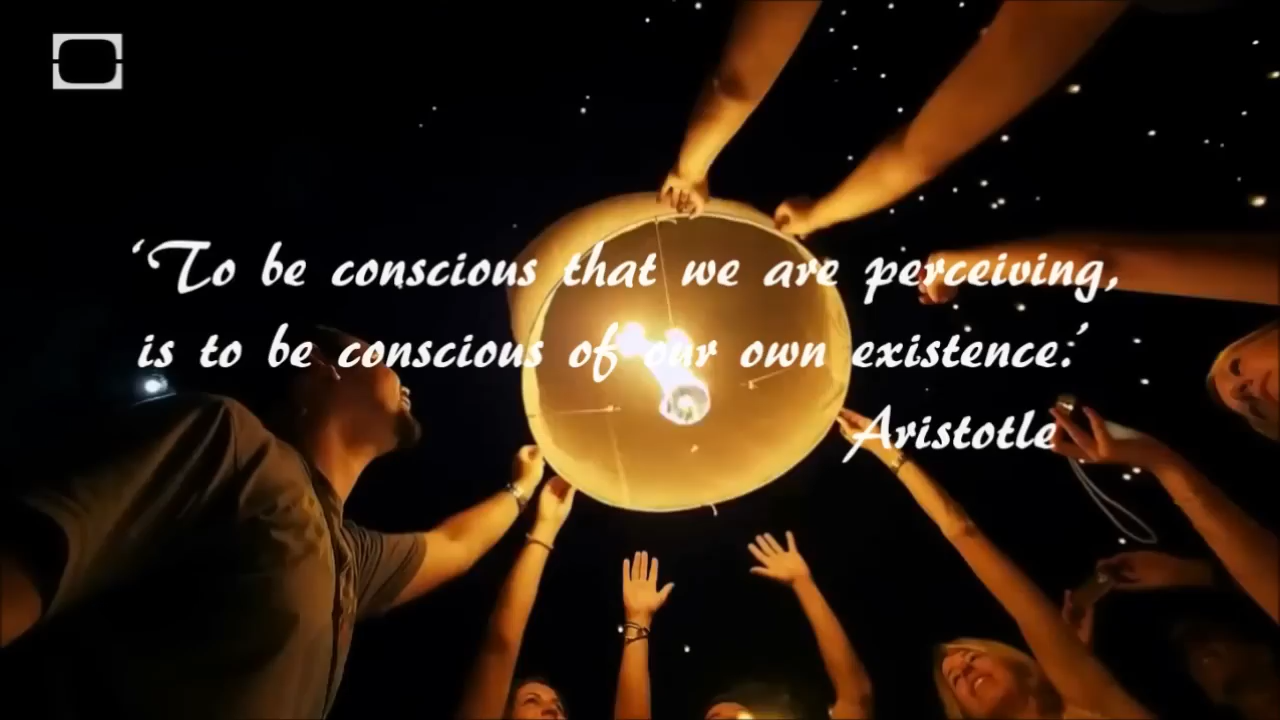 ‘To be conscious that we are perceiving,
is to be conscious of our own existence.’
Aristotle